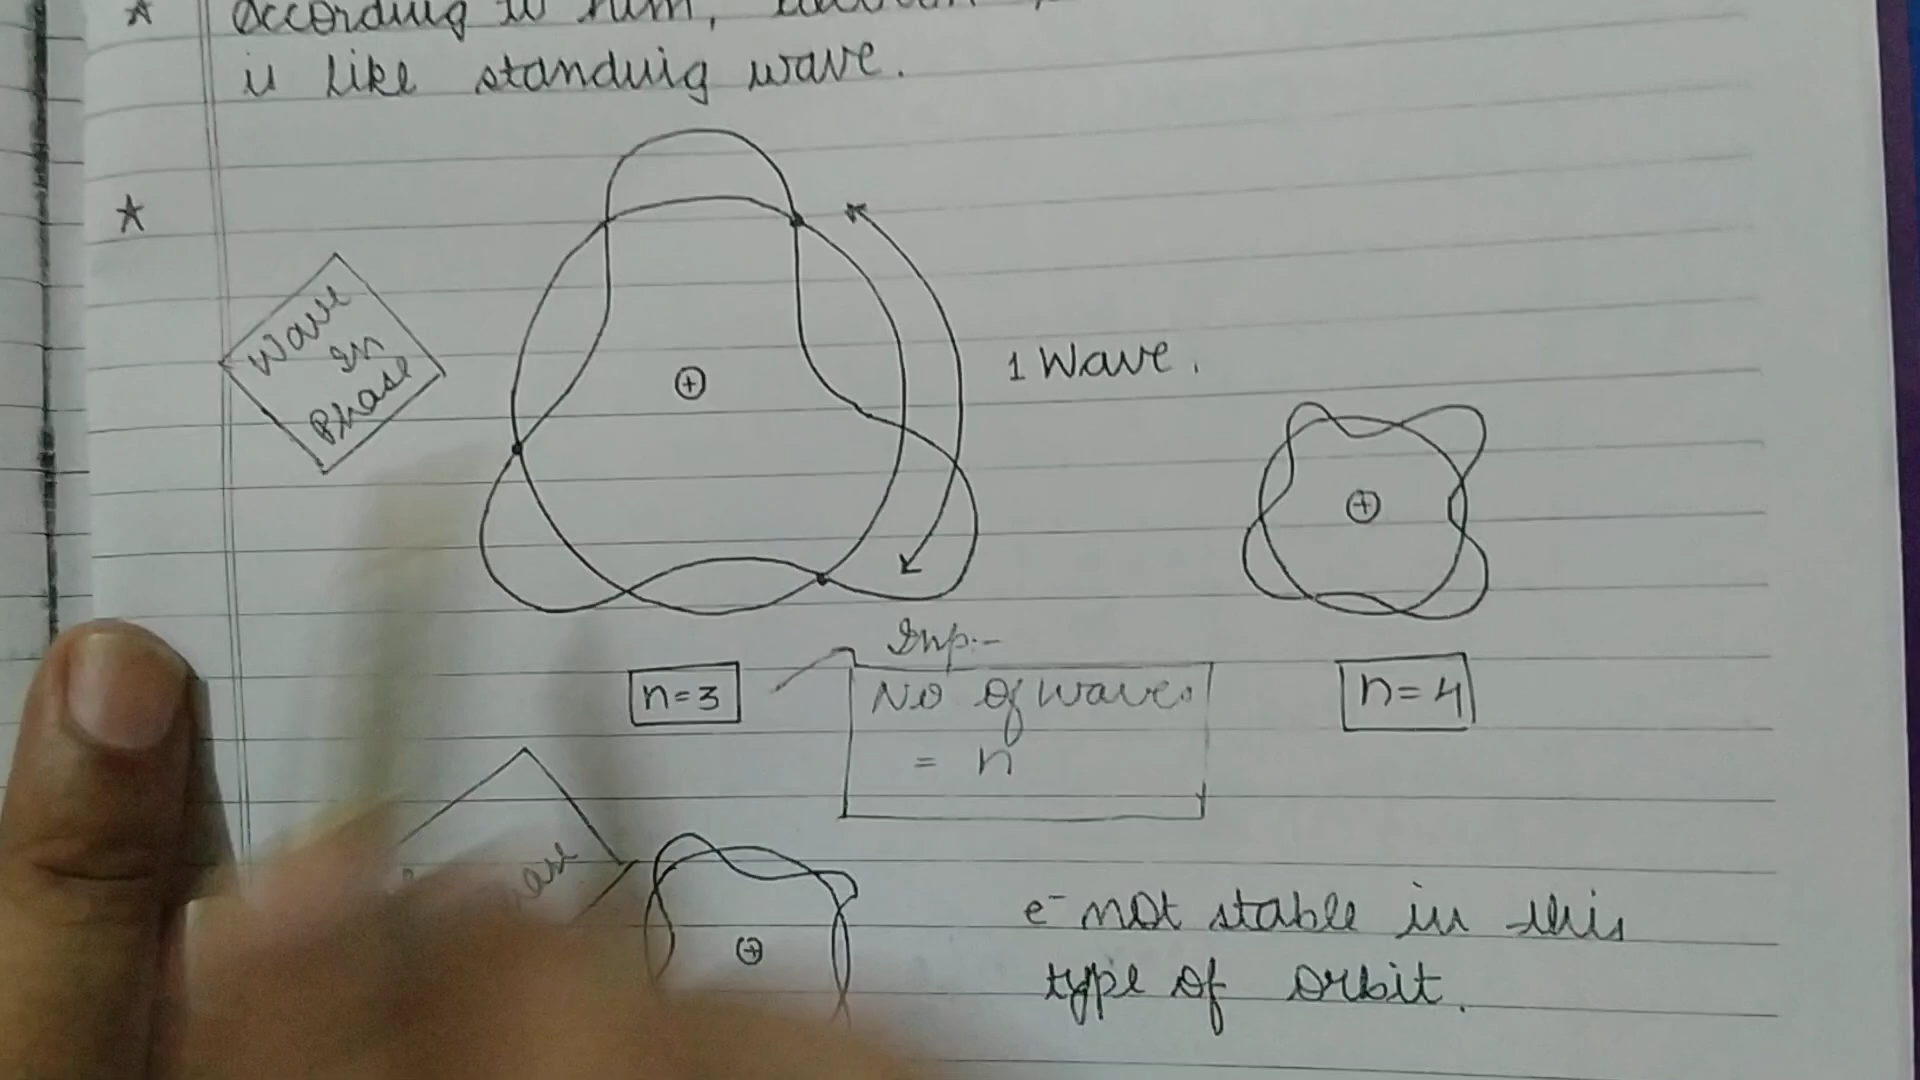 ★ according to him,
is like standing wave.
★
Wave
In
Phase
⊕
1 Wave.
⊕
n=3
Imp:-
No of waves
= n
n=4
⊕
e⁻ not stable in this
type of orbit.